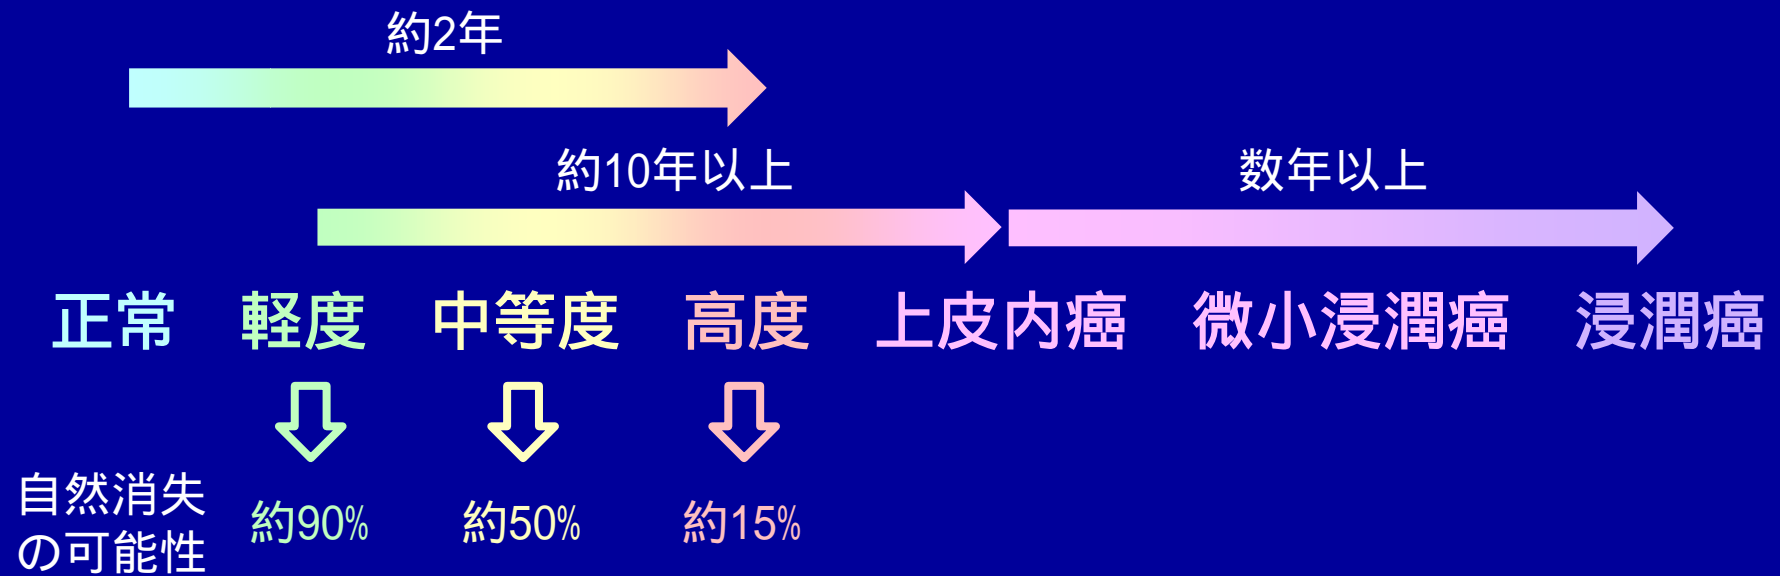 約2年
約10年以上 数年以上
正常 軽度 中等度 高度 上皮内癌 微小浸潤癌 浸潤癌
自然消失
の可能性
約90% 約50% 約15%